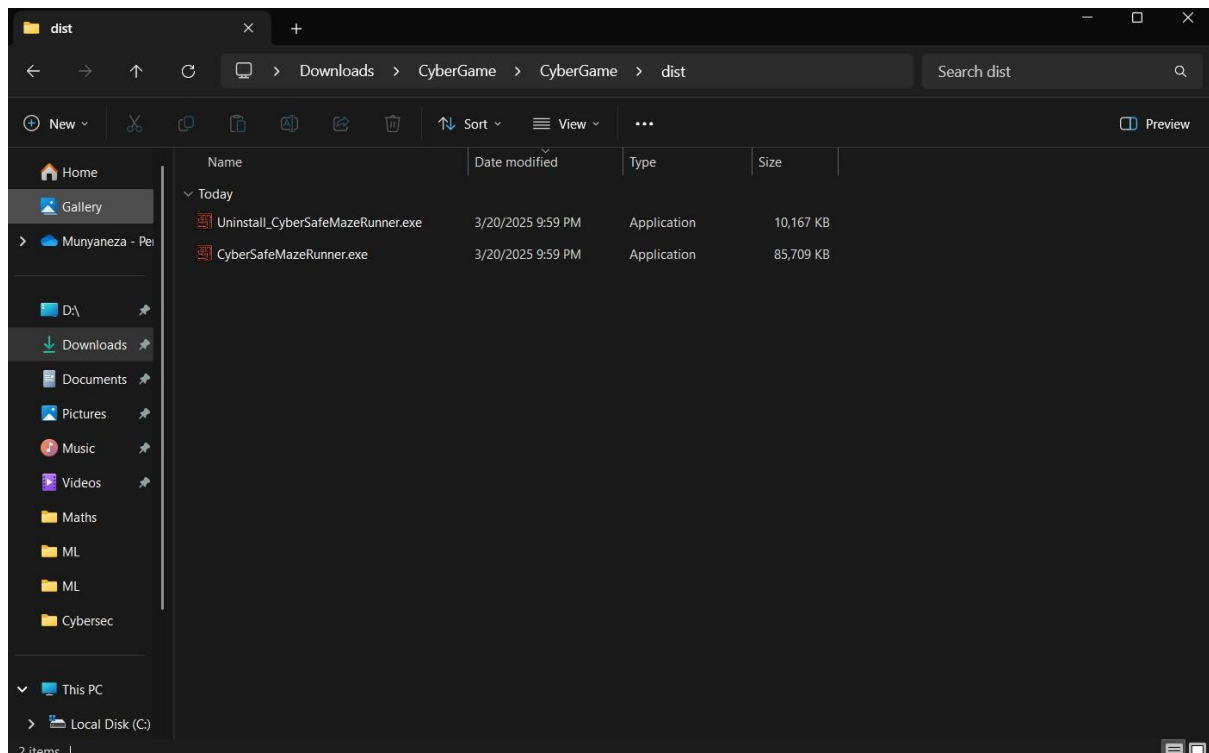 dist
Downloads > CyberGame > CyberGame > dist
Search dist
New
Sort
View
Preview
Name Date modified Type Size
Home
Gallery
Munyaneza - Per
D:\
Downloads
Documents
Pictures
Music
Videos
Maths
ML
ML
Cybersec
This PC
Local Disk (C:)
Today
Uninstall_CyberSafeMazeRunner.exe 3/20/2025 9:59 PM Application 10,167 KB
CyberSafeMazeRunner.exe 3/20/2025 9:59 PM Application 85,709 KB
2 items